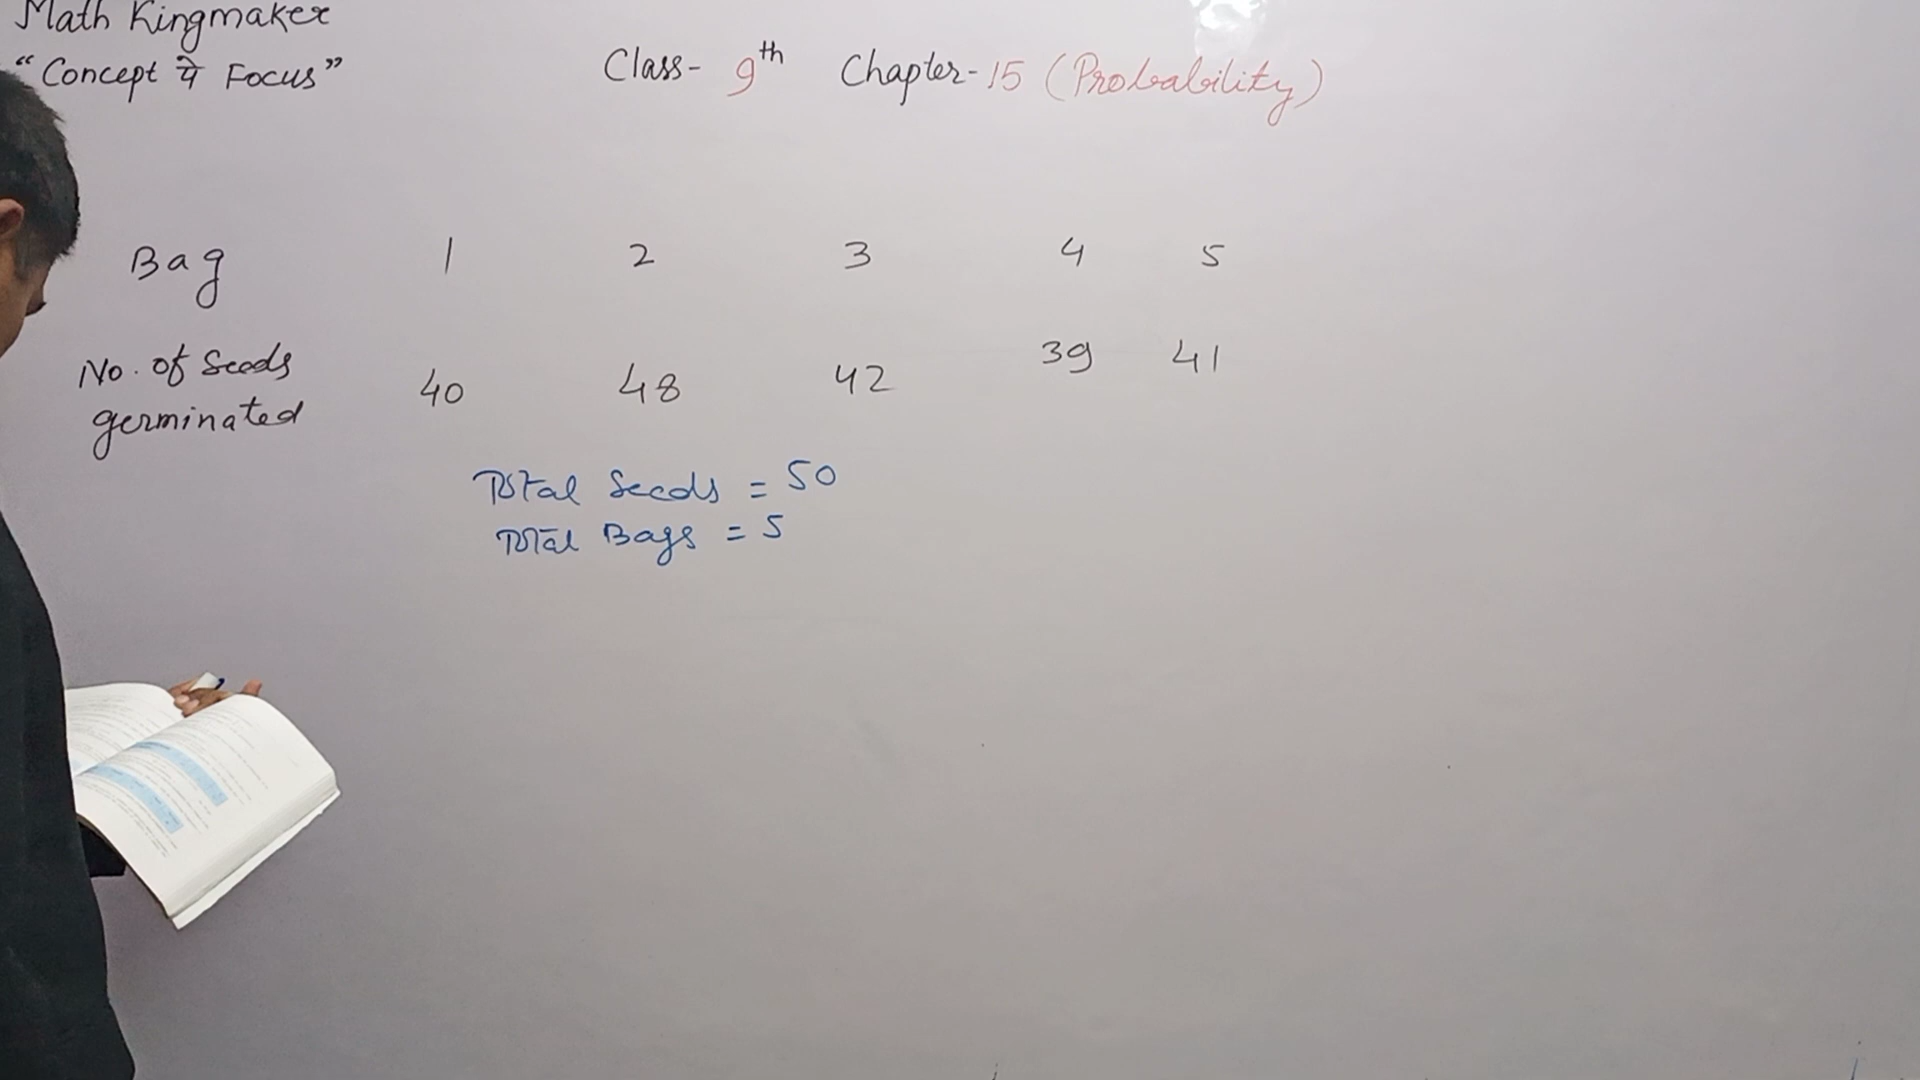 Math Kingmaker
"Concept पे Focus"
Class- 9th Chapter-15 (Probability)
Bag 1 2 3 4 5
No. of Seeds germinated 40 48 42 39 41
Total Seeds = 50
Total Bags = 5